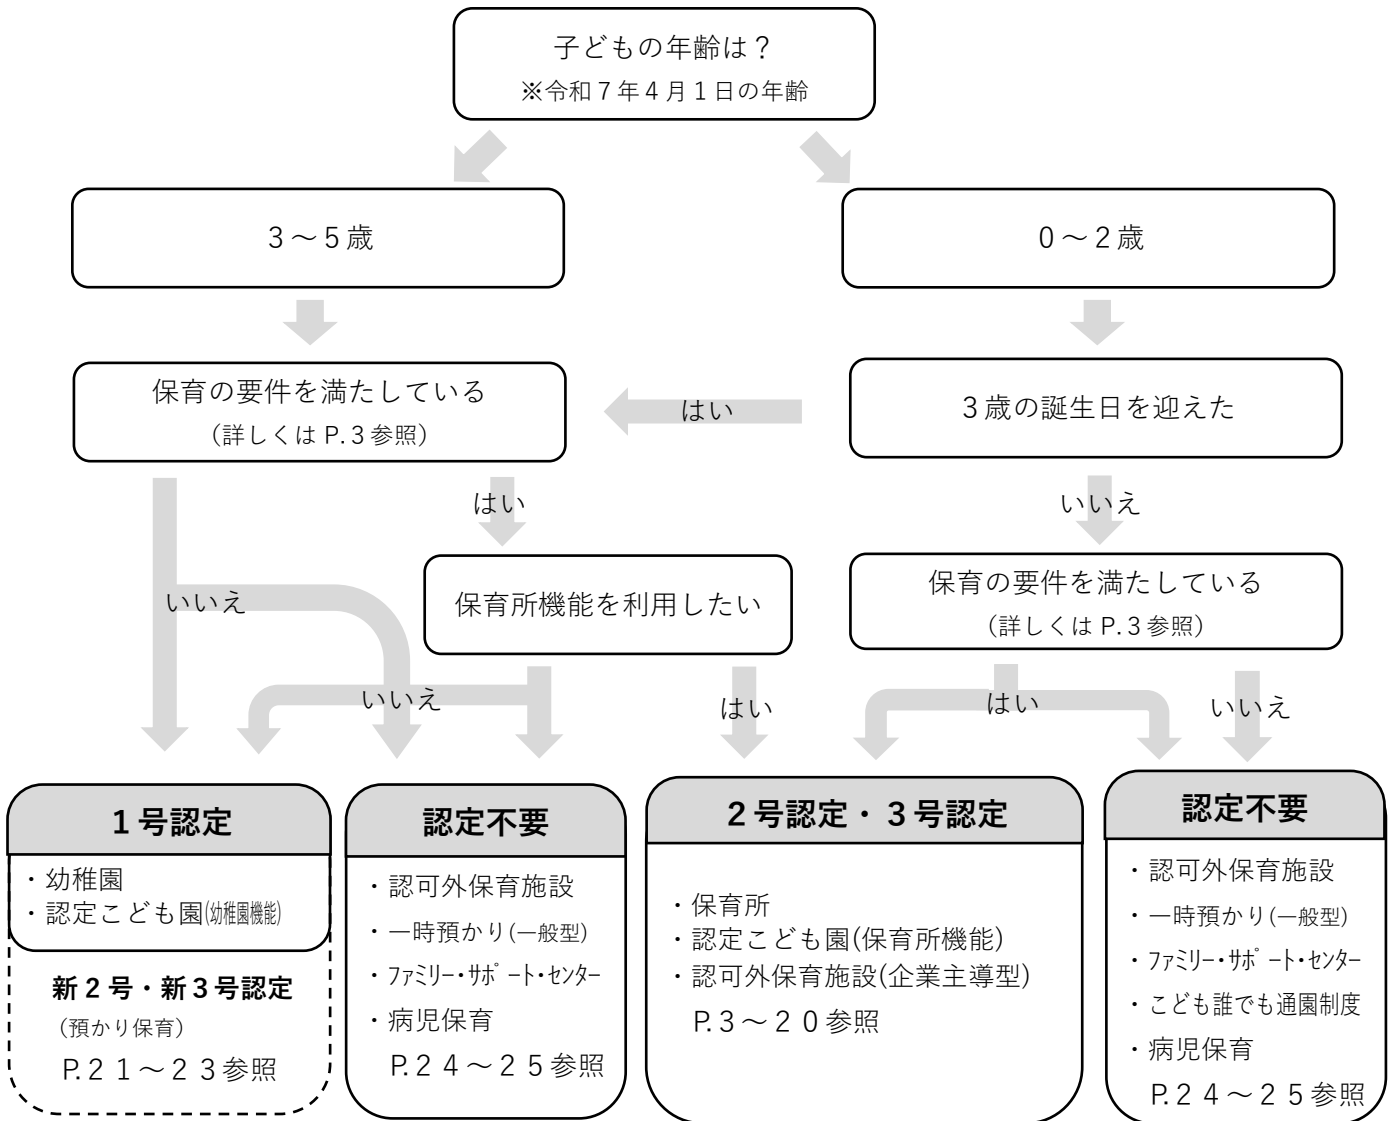 子どもの年齢は？
※令和７年４月１日の年齢
３～５歳
０～２歳
保育の要件を満たしている
（詳しくは P.３参照）
はい
３歳の誕生日を迎えた
はい
いいえ
いいえ
保育所機能を利用したい
保育の要件を満たしている
（詳しくは P.３参照）
いいえ
はい
はい
いいえ
１号認定
・幼稚園
・認定こども園(幼稚園機能)
新２号・新３号認定
（預かり保育）
P.２１～２３参照
認定不要
・認可外保育施設
・一時預かり(一般型)
・ﾌｧﾐﾘｰ・ｻﾎﾟｰﾄ・ｾﾝﾀｰ
・病児保育
P.２４～２５参照
２号認定・３号認定
・保育所
・認定こども園(保育所機能)
・認可外保育施設(企業主導型)
P.３～２０参照
認定不要
・認可外保育施設
・一時預かり(一般型)
・ﾌｧﾐﾘｰ・ｻﾎﾟｰﾄ・ｾﾝﾀｰ
・こども誰でも通園制度
・病児保育
P.２４～２５参照